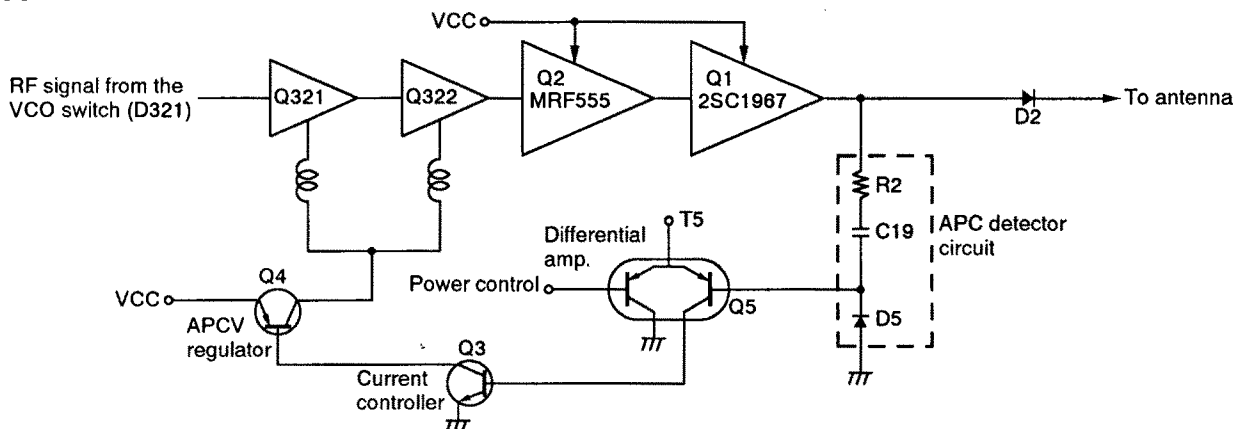 VCC
RF signal from the
VCO switch (D321)
Q321
Q322
Q2
MRF555
Q1
2SC1967
D2
To antenna
R2
C19
D5
APC detector
circuit
T5
Differential
amp.
Power control
Q5
Q4
VCC
APCV
regulator
Q3
Current
controller